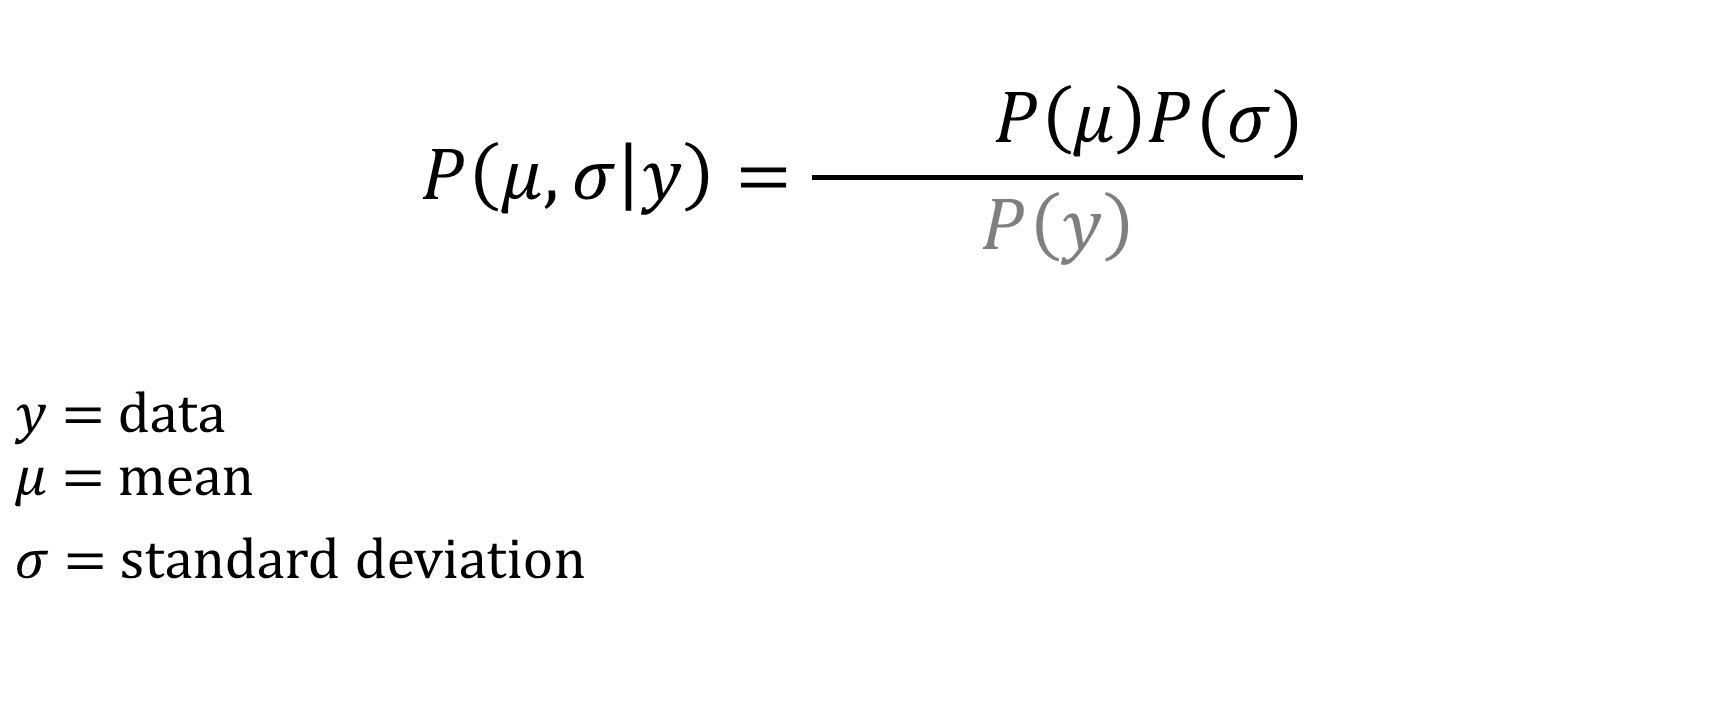 P(μ, σ|y) = P(μ)P(σ) / P(y)
y = data
μ = mean
σ = standard deviation